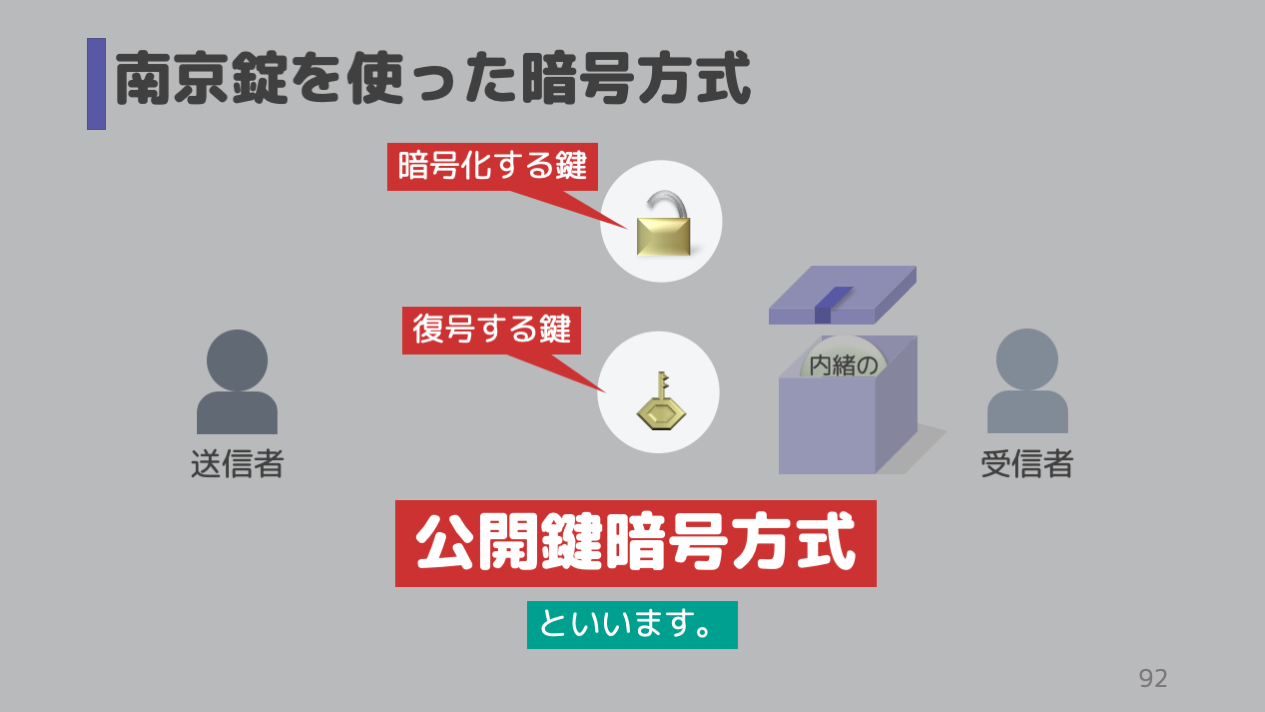 南京錠を使った暗号方式
暗号化する鍵
復号する鍵
内緒の
送信者
受信者
公開鍵暗号方式
といいます。
92